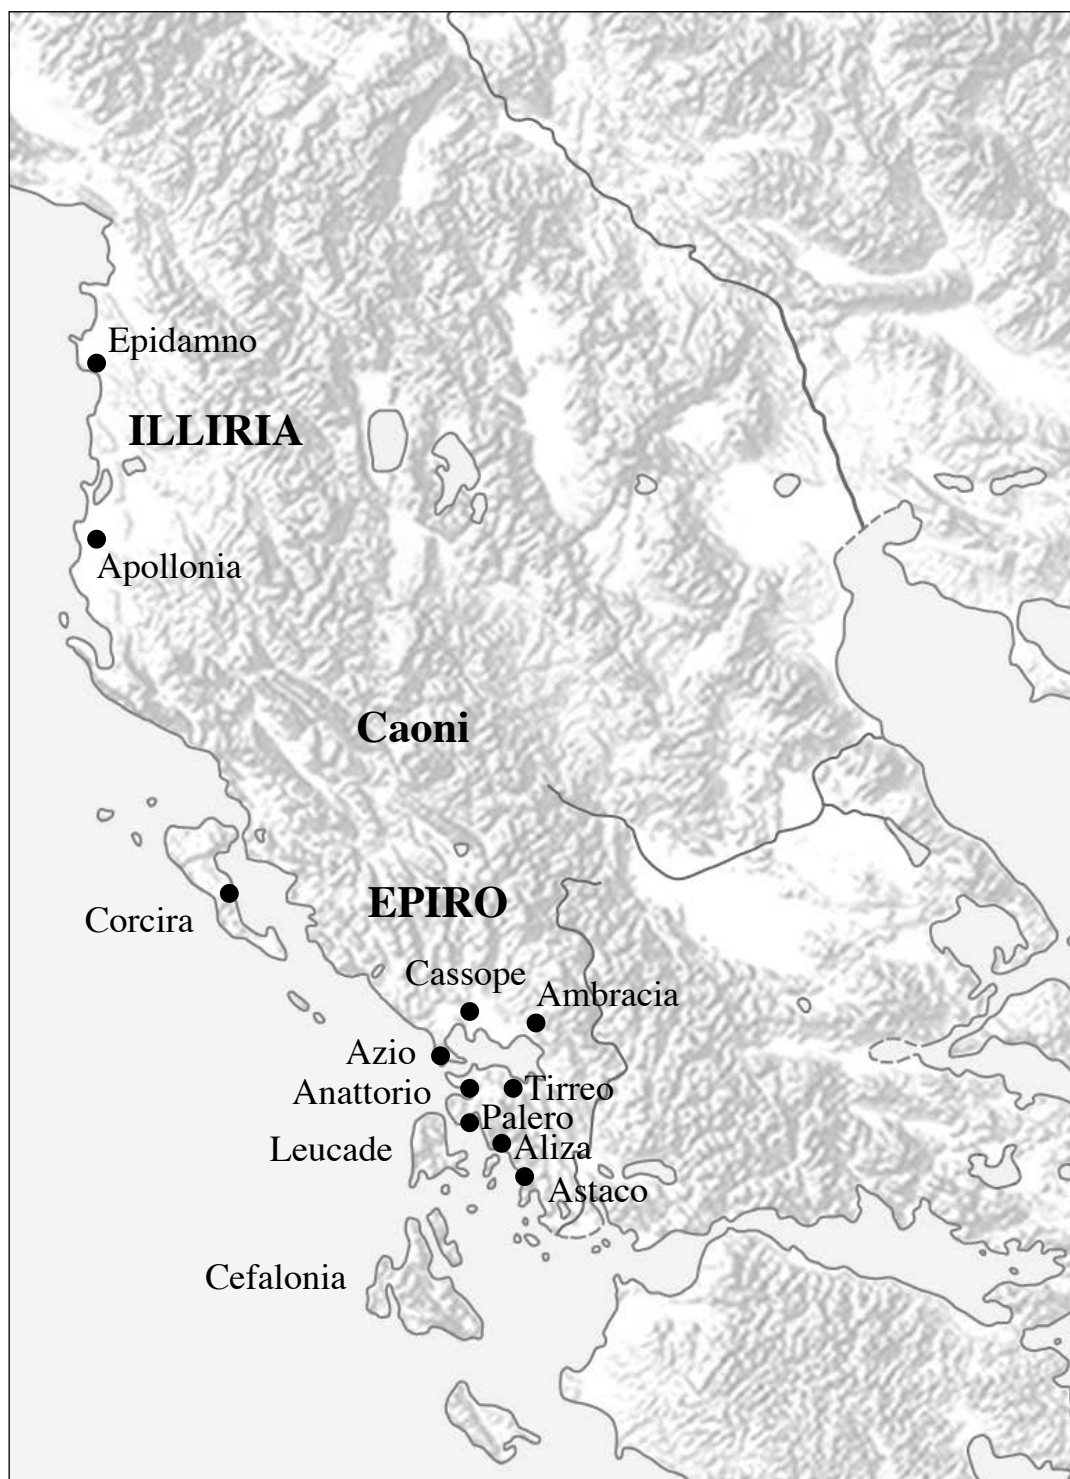 Epidamno
ILLIRIA
Apollonia
Caoni
EPIRO
Corcira
Cassope
Ambracia
Azio
Anattorio
Tirreo
Palero
Leucade
Aliza
Astaco
Cefalonia